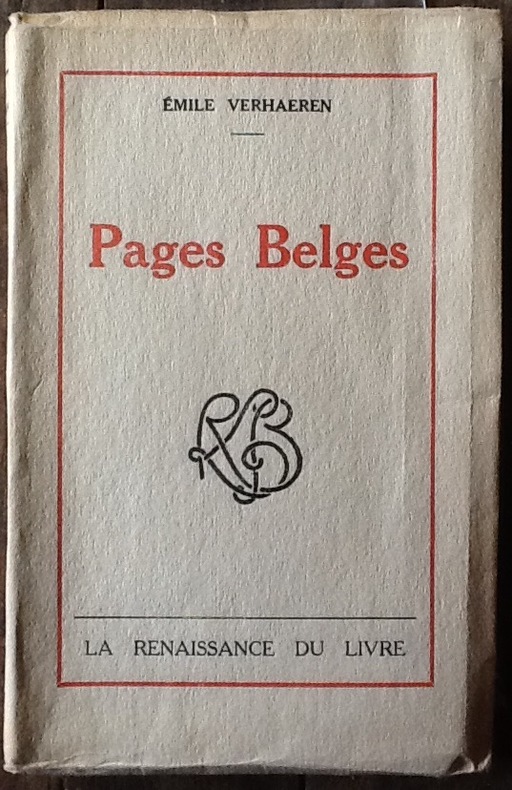 ÉMILE VERHAEREN
Pages Belges
LA RENAISSANCE DU LIVRE